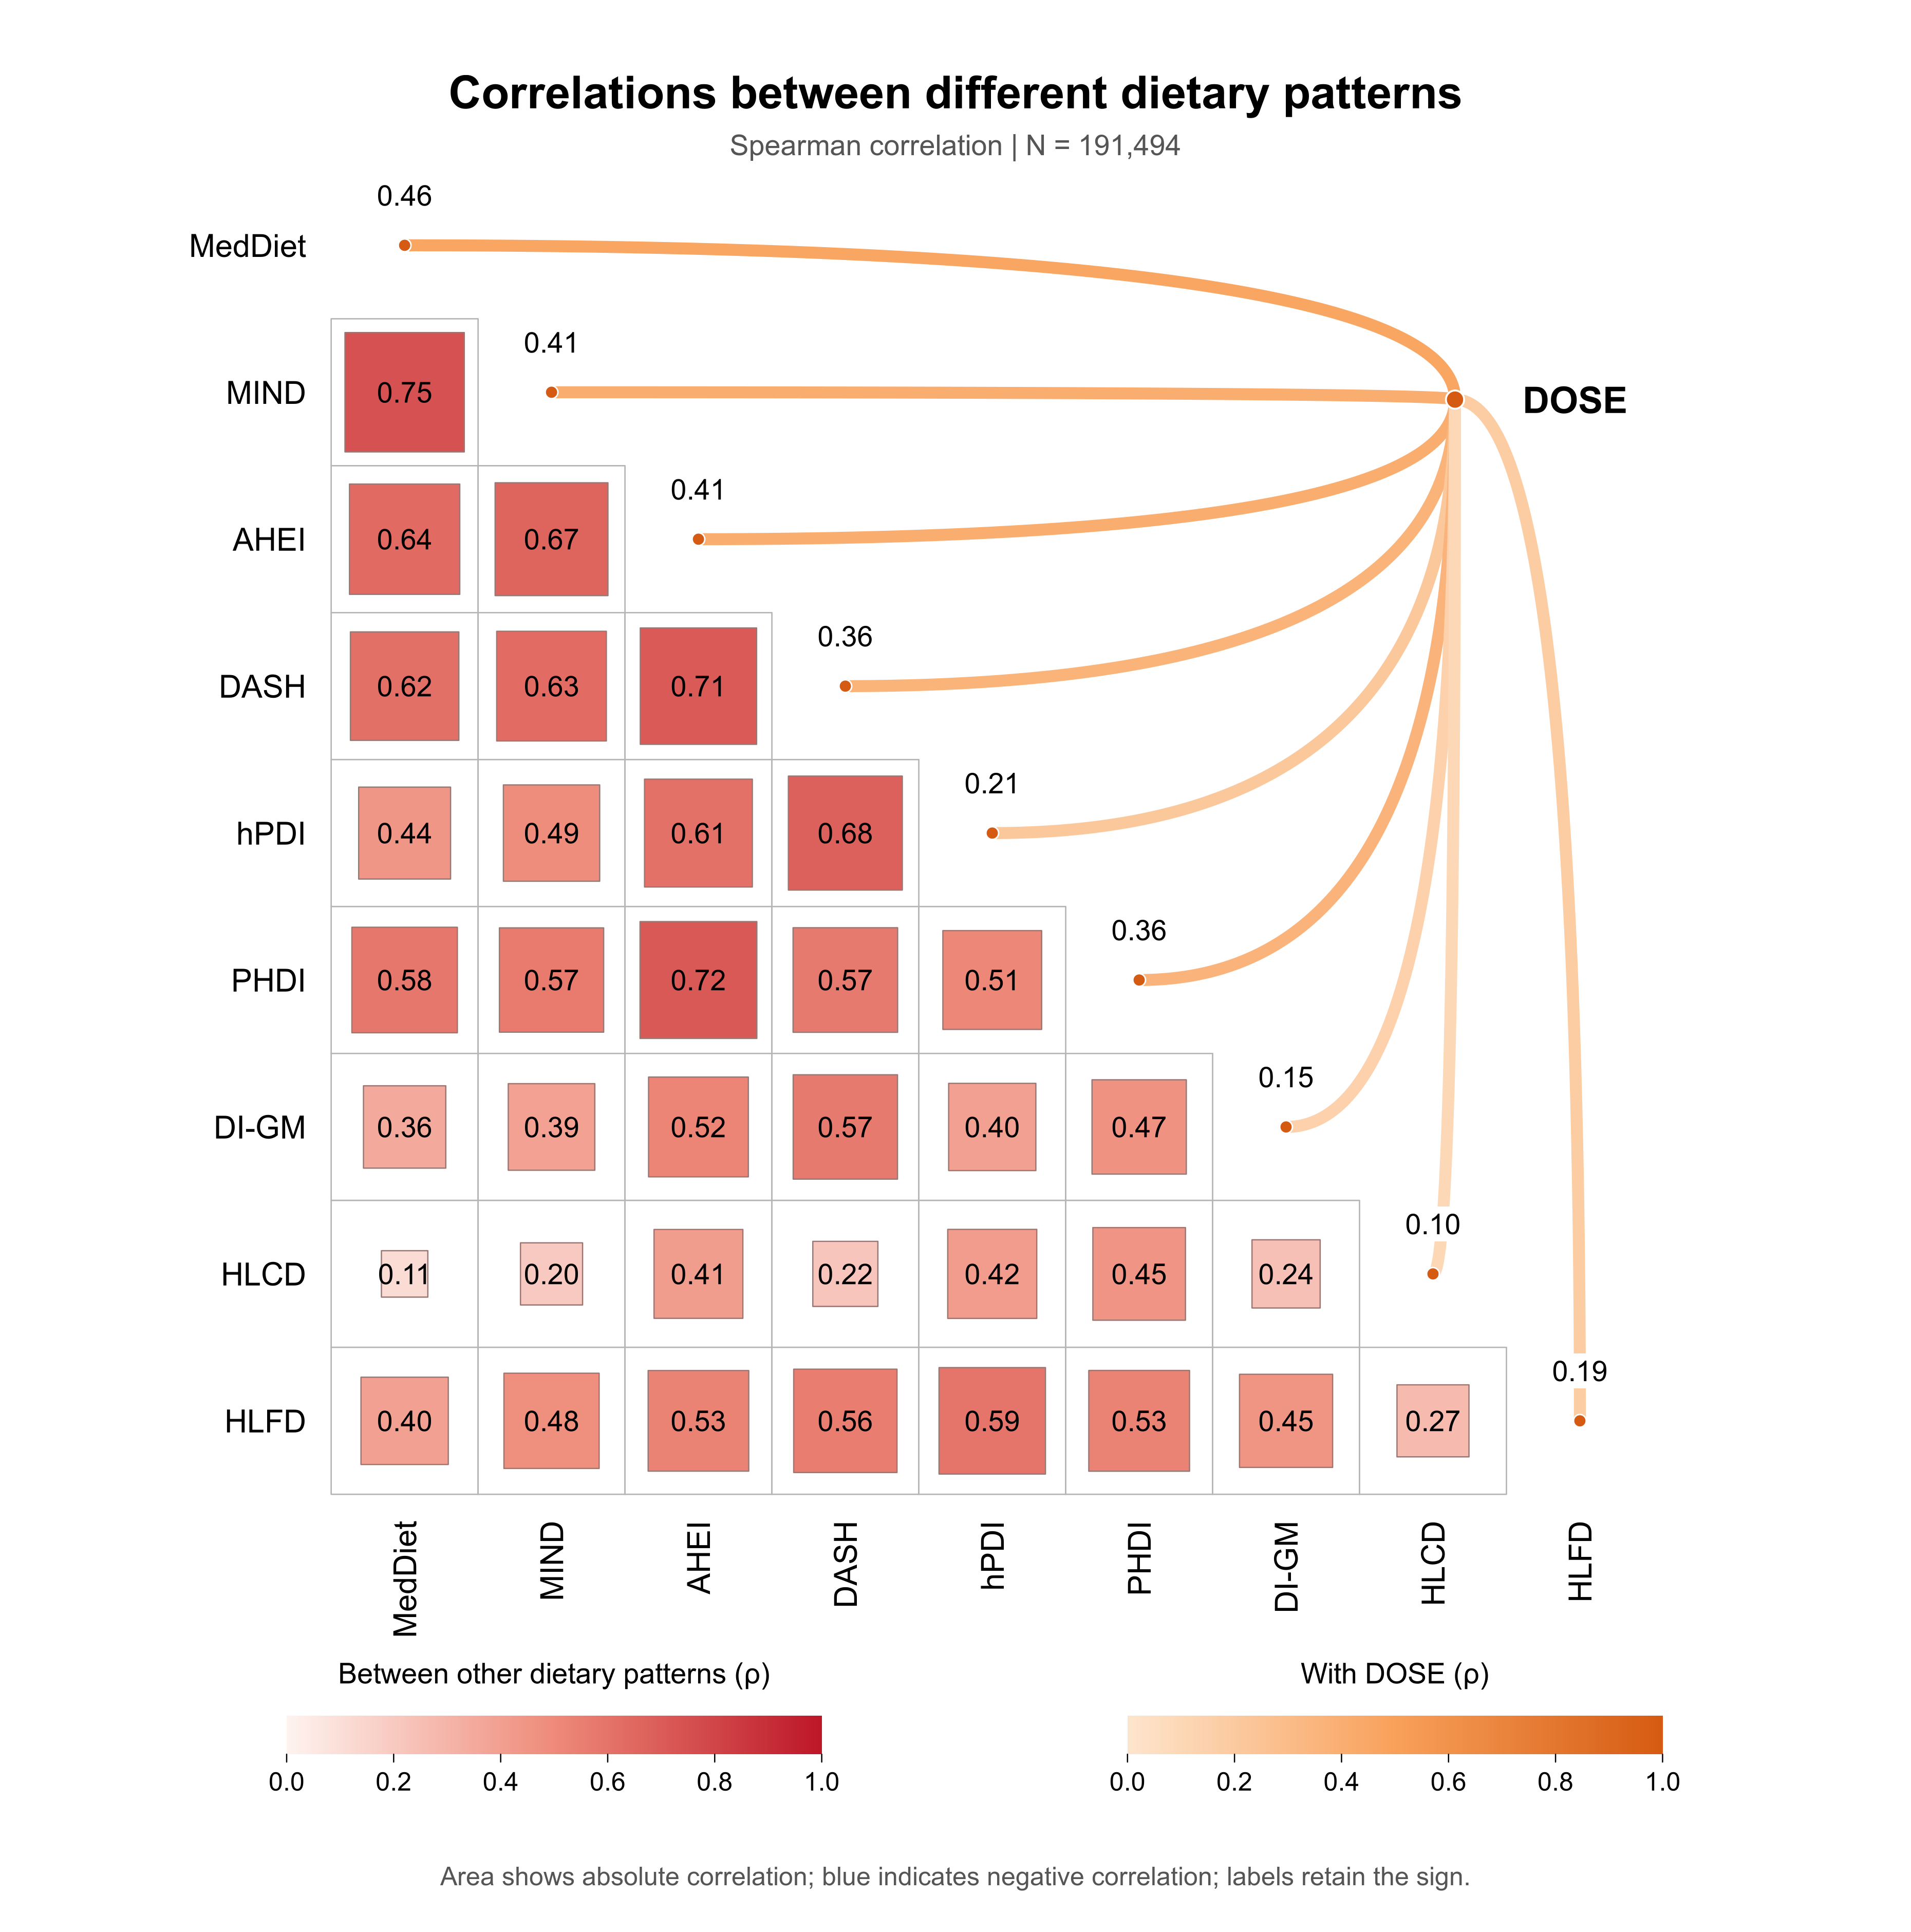 Correlations between different dietary patterns
Spearman correlation | N = 191,494
0.46
MedDiet
0.41
MIND 0.75
DOSE
0.41
AHEI 0.64 0.67
0.36
DASH 0.62 0.63 0.71
0.21
hPDI 0.44 0.49 0.61 0.68
0.36
PHDI 0.58 0.57 0.72 0.57 0.51
0.15
DI-GM 0.36 0.39 0.52 0.57 0.40 0.47
0.10
HLCD 0.11 0.20 0.41 0.22 0.42 0.45 0.24
0.19
HLFD 0.40 0.48 0.53 0.56 0.59 0.53 0.45 0.27
MedDiet MIND AHEI DASH hPDI PHDI DI-GM HLCD HLFD
Between other dietary patterns (ρ)
0.0 0.2 0.4 0.6 0.8 1.0
With DOSE (ρ)
0.0 0.2 0.4 0.6 0.8 1.0
Area shows absolute correlation; blue indicates negative correlation; labels retain the sign.